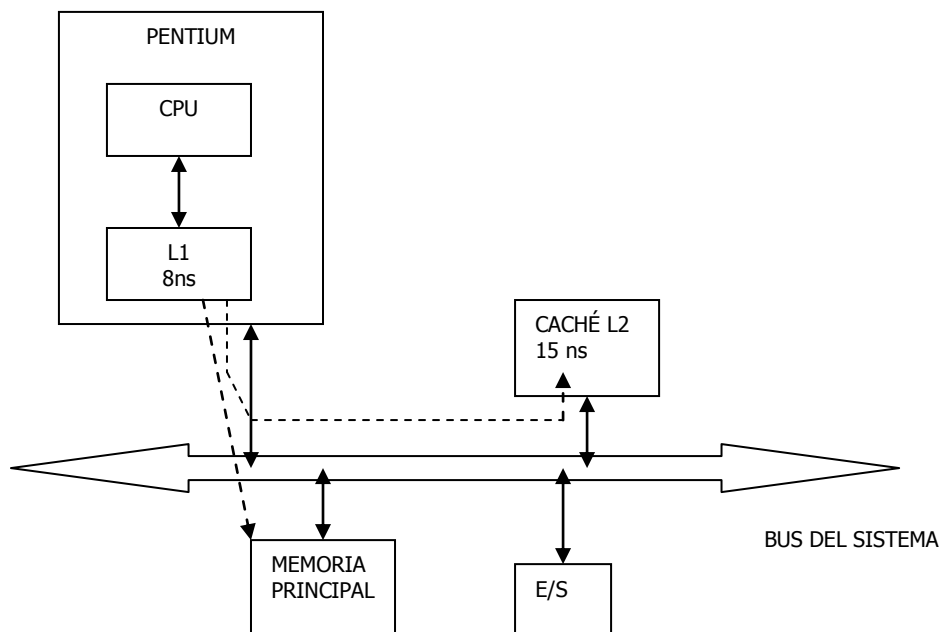 PENTIUM
CPU
L1
8ns
CACHÉ L2
15 ns
BUS DEL SISTEMA
MEMORIA
PRINCIPAL
E/S